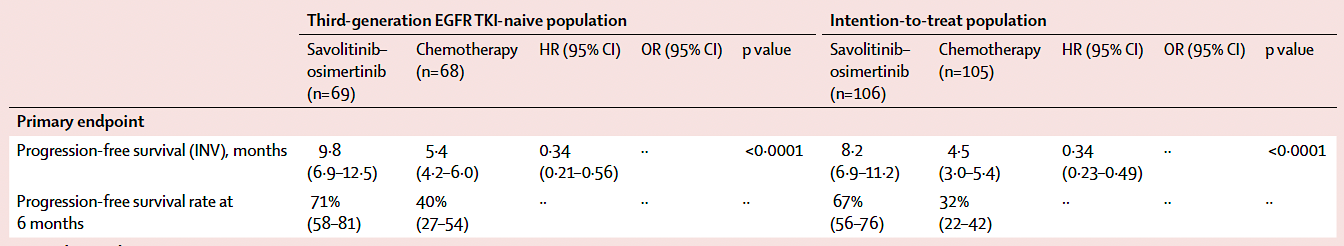 Third-generation EGFR TKI-naive population Intention-to-treat population
Savolitinib– Chemotherapy HR (95% CI) OR (95% CI) p value Savolitinib– Chemotherapy HR (95% CI) OR (95% CI) p value
osimertinib (n=68) osimertinib (n=105)
(n=69) (n=106)
Primary endpoint
Progression-free survival (INV), months 9·8 5·4 0·34 ·· <0·0001 8·2 4·5 0·34 ·· <0·0001
(6·9–12·5) (4·2–6·0) (0·21–0·56) (6·9–11·2) (3·0–5·4) (0·23–0·49)
Progression-free survival rate at 71% 40% ·· ·· ·· 67% 32% ·· ·· ··
6 months (58–81) (27–54) (56–76) (22–42)